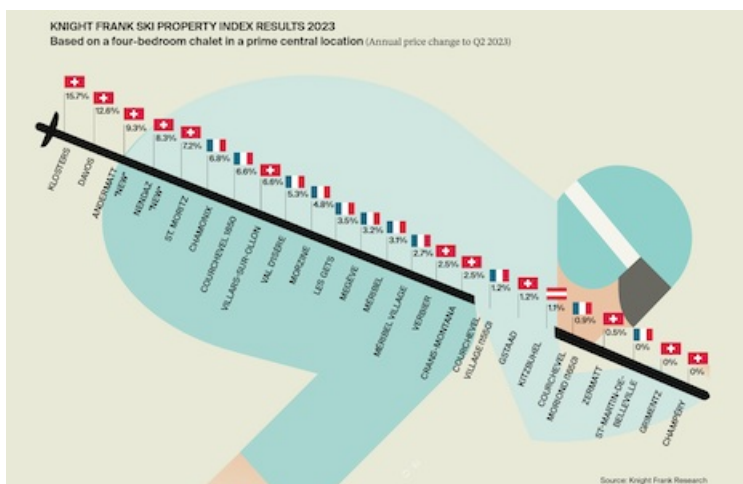 KNIGHT FRANK SKI PROPERTY INDEX RESULTS 2023
Based on a four-bedroom chalet in a prime central location (Annual price change to Q2 2023)
15.7%
12.6%
9.3%
8.3%
7.2%
6.8%
6.6%
6.6%
5.3%
4.8%
3.5%
3.2%
3.1%
2.7%
2.5%
2.5%
1.2%
1.2%
1.1%
0.9%
0.5%
0%
0%
0%
KLOSTERS
DAVOS
ANDERMATT
*NEW*
NENDAZ
*NEW*
ST. MORITZ
CHAMONIX
COURCHEVEL 1850
VILLARS-SUR-OLLON
VAL D'ISÈRE
MORZINE
LES GETS
MEGÈVE
MÉRIBEL
MÉRIBEL VILLAGE
VERBIER
CRANS-MONTANA
COURCHEVEL
VILLAGE (1550)
GSTAAD
KITZBUHEL
COURCHEVEL
MORIOND (1650)
ZERMATT
ST-MARTIN-DE-
BELLEVILLE
GRIMENTZ
CHAMPÉRY
Source: Knight Frank Research